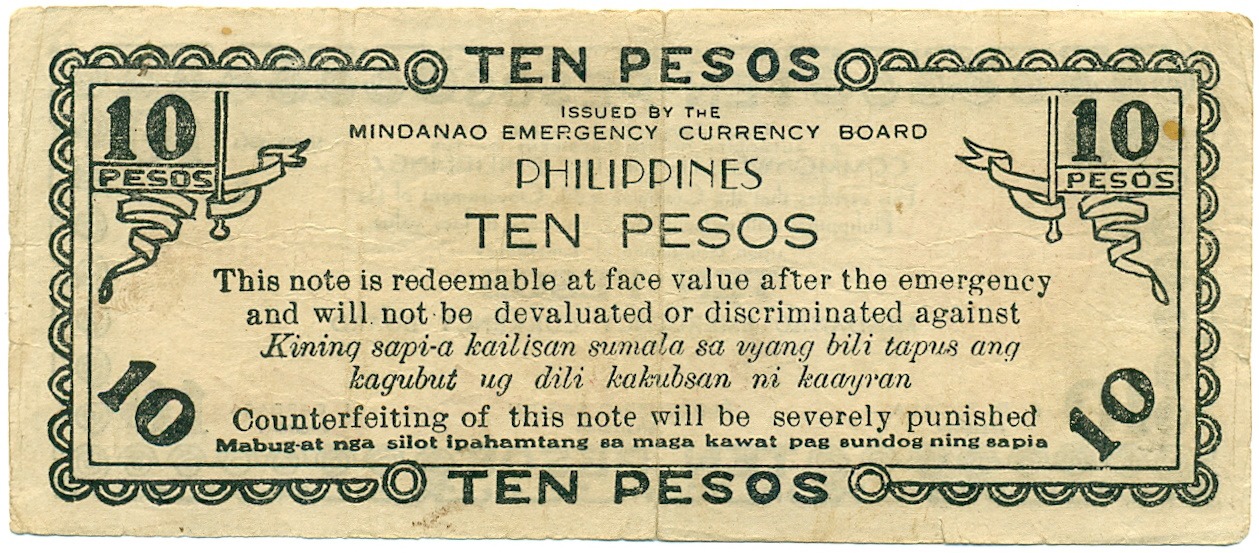 TEN PESOS
10
PESOS
10
PESOS
ISSUED BY THE
MINDANAO EMERGENCY CURRENCY BOARD
PHILIPPINES
TEN PESOS
This note is redeemable at face value after the emergency
and will not be devaluated or discriminated against
Kining sapi-a kailisan sumala sa vyang bili tapus ang
kagubut ug dili kakubsan ni kaayran
10
10
Counterfeiting of this note will be severely punished
Mabug-at nga silot ipahamtang sa maga kawat pag sundog ning sapia
TEN PESOS